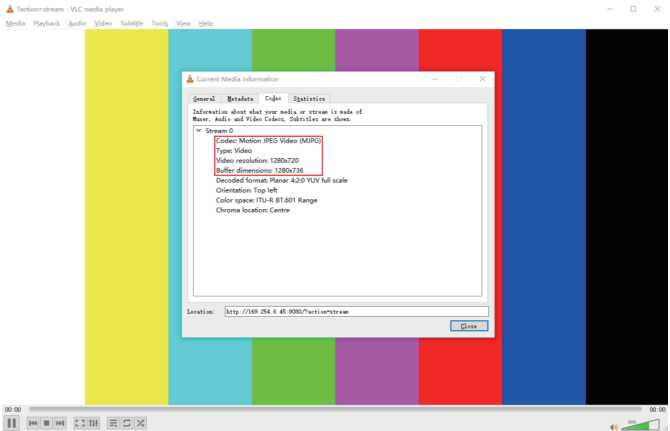 ?action=stream - VLC media player
Media Playback Audio Video Subtitle Tools View Help
Current Media Information
General Metadata Codec Statistics
Information about what your media or stream is made of.
Muxer, Audio and Video Codecs, Subtitles are shown.
Stream 0
Codec: Motion JPEG Video (MJPG)
Type: Video
Video resolution: 1280x720
Buffer dimensions: 1280x736
Decoded format: Planar 4:2:0 YUV full scale
Orientation: Top left
Color space: ITU-R BT.601 Range
Chroma location: Centre
Location: http://169.254.6.45:8080/?action=stream
Close
00:00 00:00